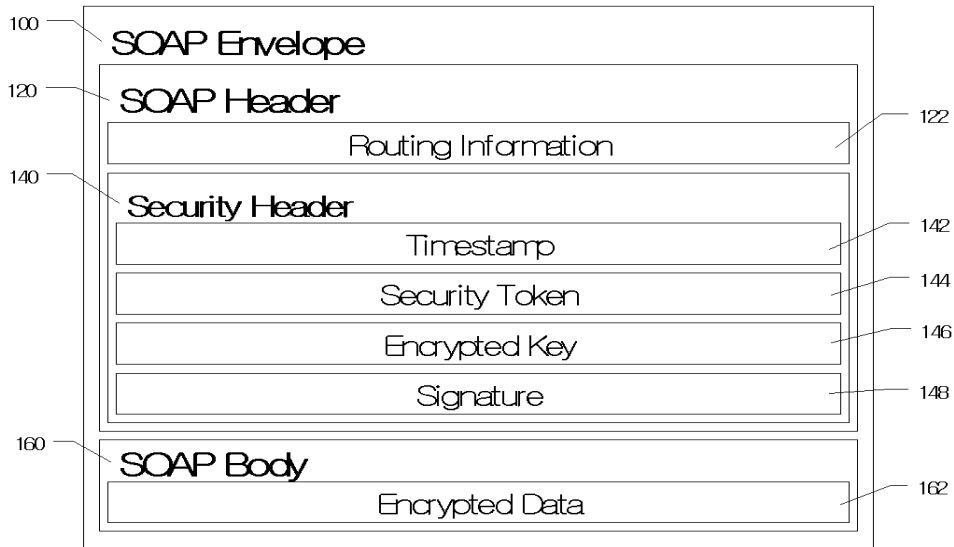 100
SOAP Envelope
120
SOAP Header
Routing Information
122
140
Security Header
Timestamp
142
Security Token
144
Encrypted Key
146
Signature
148
160
SOAP Body
Encrypted Data
162